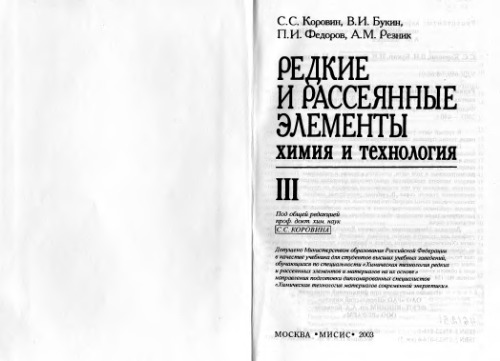 С.С. Коровин, В.И. Букин,
П.И. Федоров, А.М. Резник
РЕДКИЕ
И РАССЕЯННЫЕ
ЭЛЕМЕНТЫ
ХИМИЯ И ТЕХНОЛОГИЯ
III
Под общей редакцией
проф. докт. хим. наук
С.С. КОРОВИНА
Допущено Министерством образования Российской Федерации
в качестве учебника для студентов высших учебных заведений,
обучающихся по специальности «Химическая технология редких
и рассеянных элементов и материалов на их основе»
направления подготовки дипломированных специалистов
«Химическая технология материалов современной энергетики»
МОСКВА •МИСИС• 2003